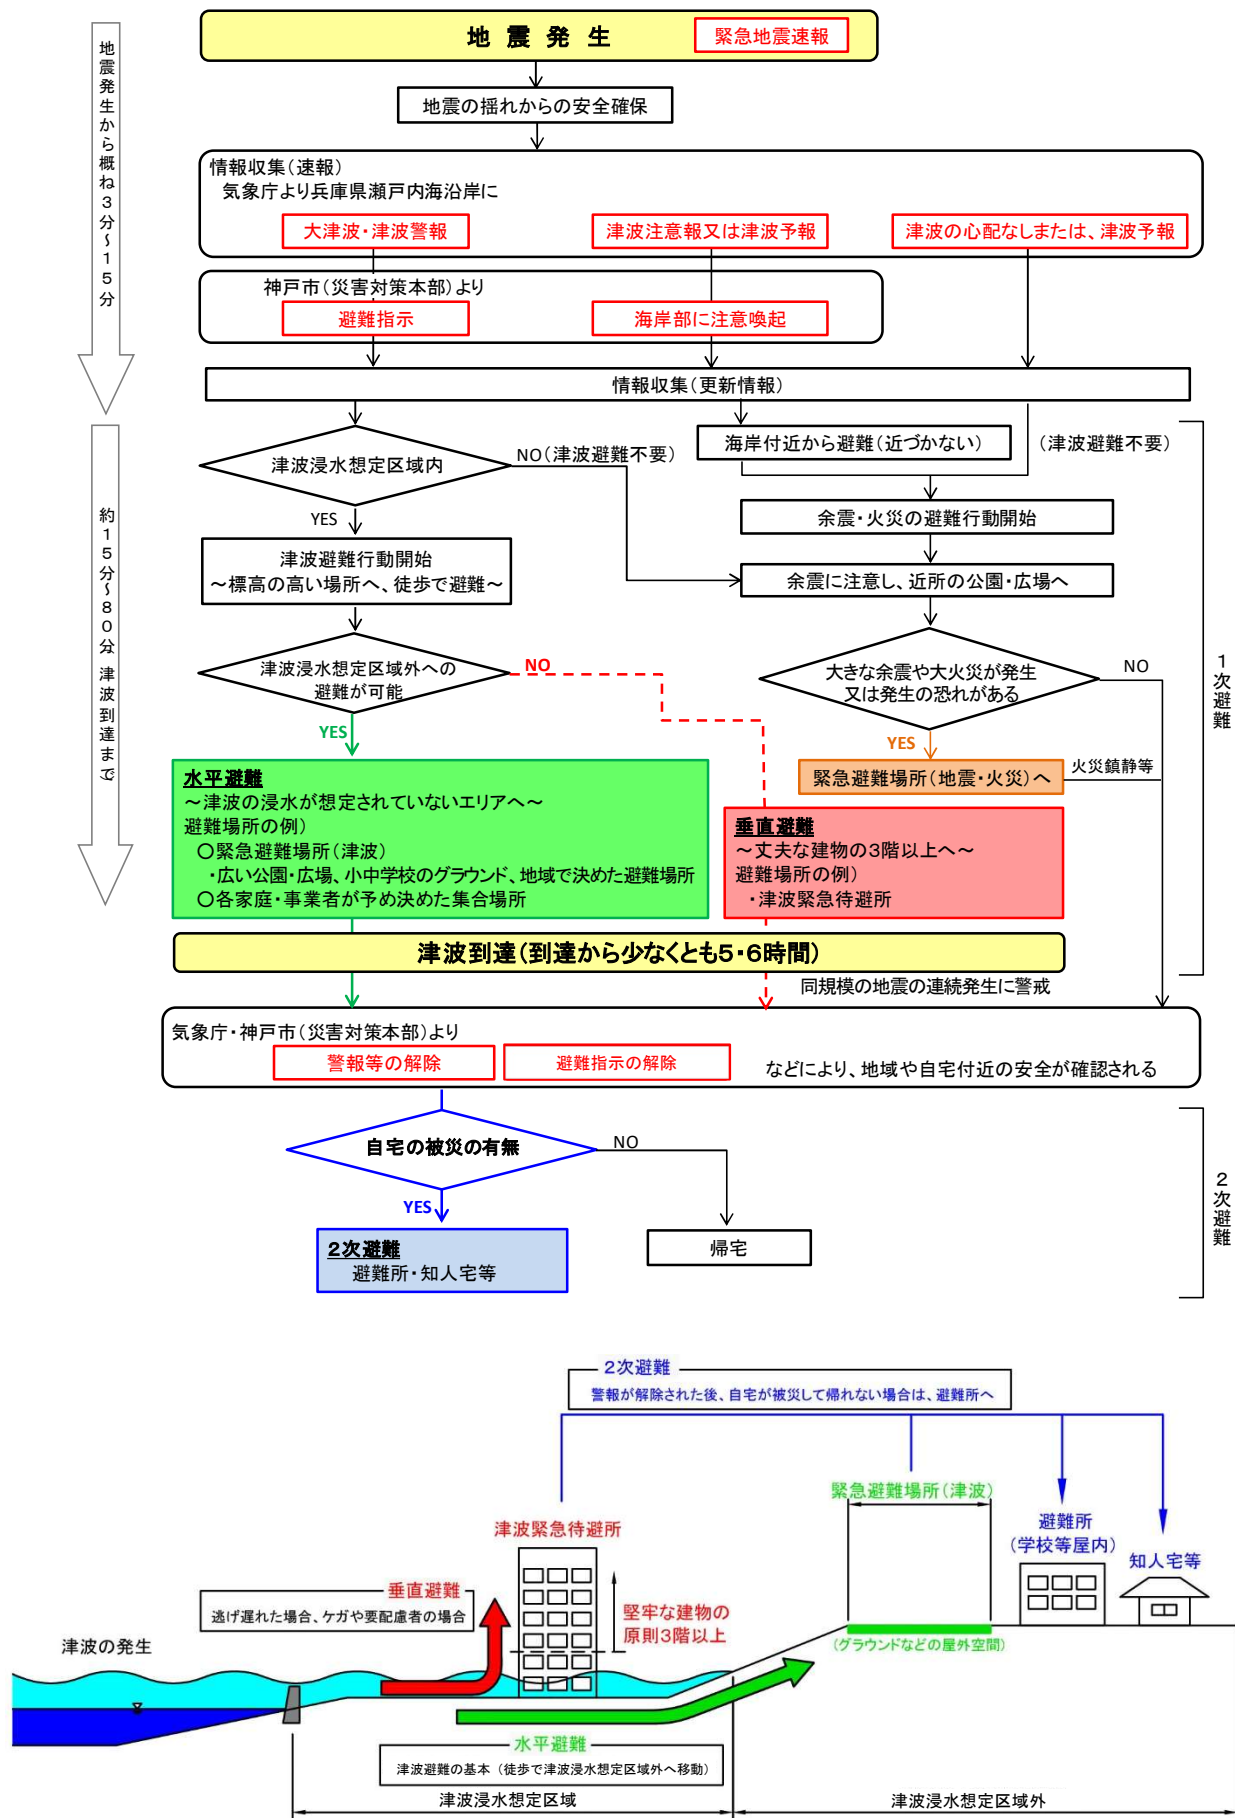 地震発生
緊急地震速報
地震の揺れからの安全確保
地震発生から概ね3分～15分
情報収集（速報）
気象庁より兵庫県瀬戸内海沿岸に
大津波・津波警報
津波注意報又は津波予報
津波の心配なしまたは、津波予報
神戸市（災害対策本部）より
避難指示
海岸部に注意喚起
情報収集（更新情報）
津波浸水想定区域内
NO（津波避難不要）
海岸付近から避難（近づかない）
（津波避難不要）
YES
余震・火災の避難行動開始
津波避難行動開始
～標高の高い場所へ、徒歩で避難～
余震に注意し、近所の公園・広場へ
約15分～80分 津波到達まで
津波浸水想定区域外への
避難が可能
NO
大きな余震や大火災が発生
又は発生の恐れがある
NO
1次避難
YES
YES
水平避難
～津波の浸水が想定されていないエリアへ～
避難場所の例）
○緊急避難場所（津波）
・広い公園・広場、小中学校のグラウンド、地域で決めた避難場所
○各家庭・事業者が予め決めた集合場所
緊急避難場所（地震・火災）へ
火災鎮静等
垂直避難
～丈夫な建物の3階以上へ～
避難場所の例）
・津波緊急待避所
津波到達（到達から少なくとも5・6時間）
同規模の地震の連続発生に警戒
気象庁・神戸市（災害対策本部）より
警報等の解除
避難指示の解除
などにより、地域や自宅付近の安全が確認される
自宅の被災の有無
NO
YES
2次避難
2次避難
避難所・知人宅等
帰宅
2次避難
警報が解除された後、自宅が被災して帰れない場合は、避難所へ
緊急避難場所（津波）
津波緊急待避所
避難所
（学校等屋内）
知人宅等
垂直避難
逃げ遅れた場合、ケガや要配慮者の場合
堅牢な建物の
原則3階以上
津波の発生
（グラウンドなどの屋外空間）
水平避難
津波避難の基本（徒歩で津波浸水想定区域外へ移動）
津波浸水想定区域
津波浸水想定区域外